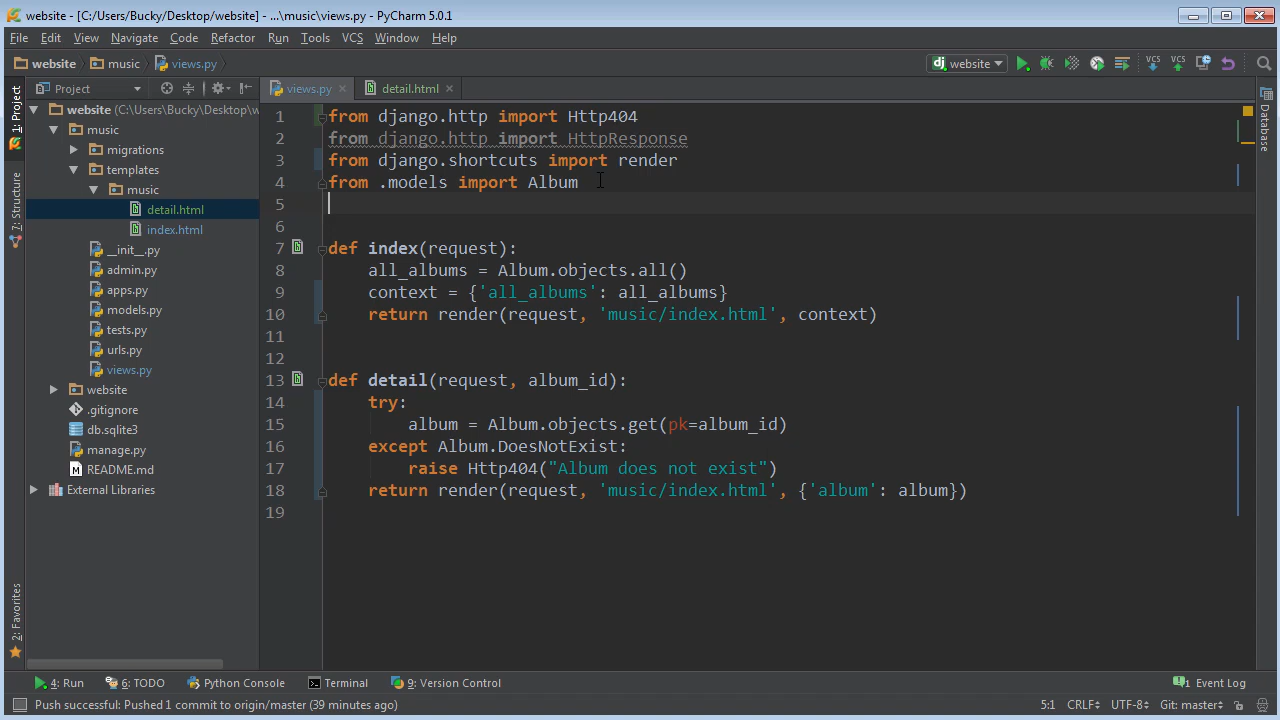 website - [C:/Users/Bucky/Desktop/website] - ...\music\views.py - PyCharm 5.0.1
File Edit View Navigate Code Refactor Run Tools VCS Window Help
website music views.py
website VCS VCS
Project
views.py detail.html
1: Project
7: Structure
2: Favorites
Database
website (C:\Users\Bucky\Desktop\w
music
migrations
templates
music
detail.html
index.html
__init__.py
admin.py
apps.py
models.py
tests.py
urls.py
views.py
website
.gitignore
db.sqlite3
manage.py
README.md
External Libraries
1 from django.http import Http404
2 from django.http import HttpResponse
3 from django.shortcuts import render
4 from .models import Album
5
6
7 def index(request):
8 all_albums = Album.objects.all()
9 context = {'all_albums': all_albums}
10 return render(request, 'music/index.html', context)
11
12
13 def detail(request, album_id):
14 try:
15 album = Album.objects.get(pk=album_id)
16 except Album.DoesNotExist:
17 raise Http404("Album does not exist")
18 return render(request, 'music/index.html', {'album': album})
19
4: Run 6: TODO Python Console Terminal 9: Version Control 1 Event Log
Push successful: Pushed 1 commit to origin/master (39 minutes ago) 5:1 CRLF UTF-8 Git: master